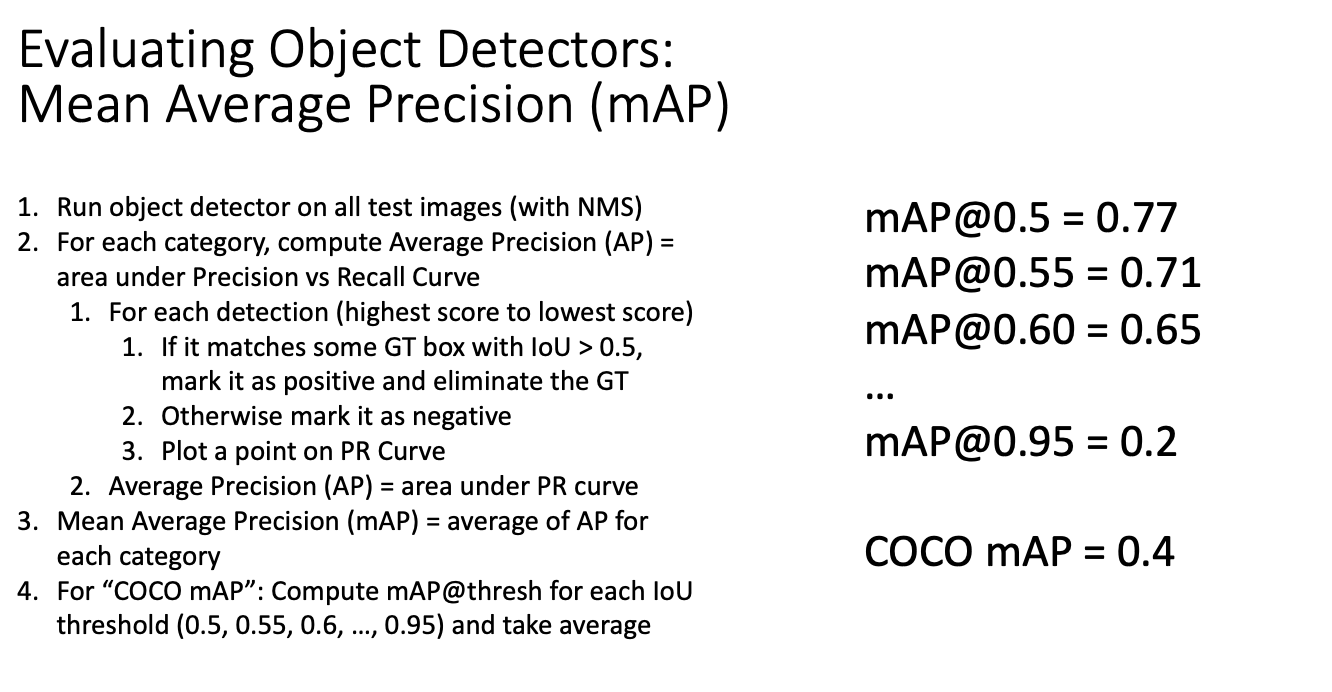 Evaluating Object Detectors:
Mean Average Precision (mAP)
1. Run object detector on all test images (with NMS)
2. For each category, compute Average Precision (AP) =
area under Precision vs Recall Curve
1. For each detection (highest score to lowest score)
1. If it matches some GT box with IoU > 0.5,
mark it as positive and eliminate the GT
2. Otherwise mark it as negative
3. Plot a point on PR Curve
2. Average Precision (AP) = area under PR curve
3. Mean Average Precision (mAP) = average of AP for
each category
4. For “COCO mAP”: Compute mAP@thresh for each IoU
threshold (0.5, 0.55, 0.6, ..., 0.95) and take average
mAP@0.5 = 0.77
mAP@0.55 = 0.71
mAP@0.60 = 0.65
...
mAP@0.95 = 0.2
COCO mAP = 0.4